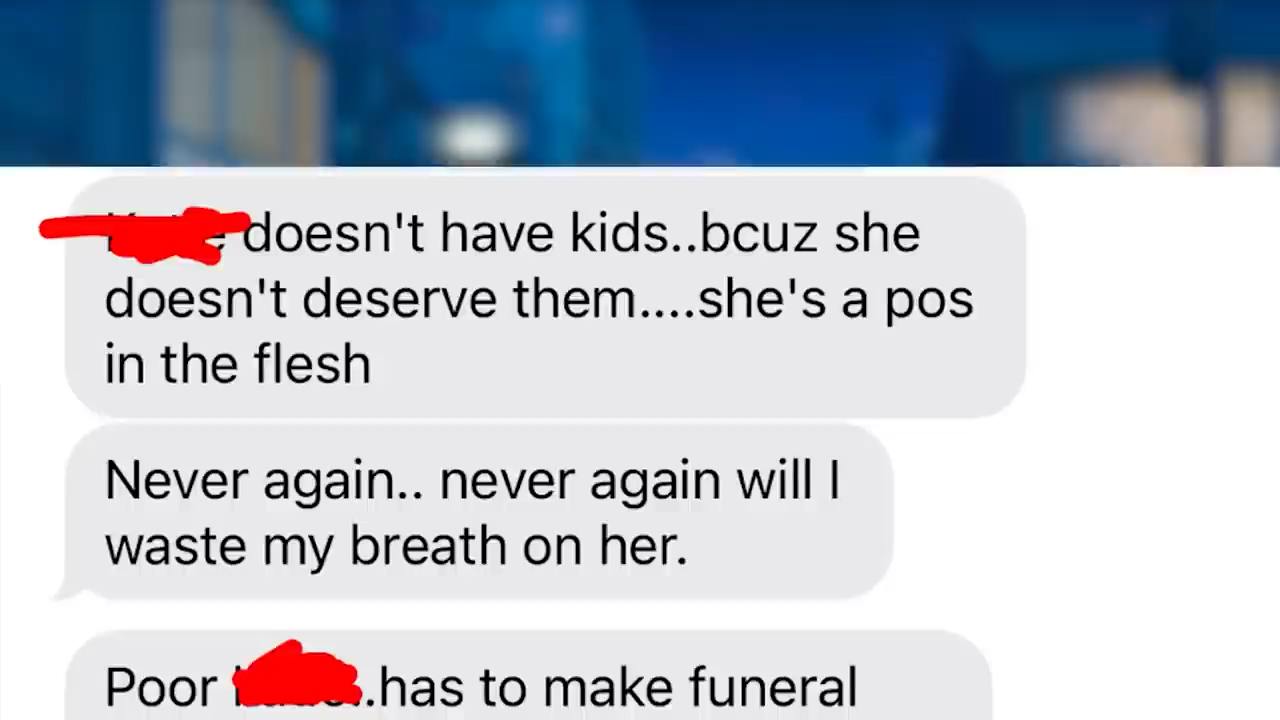 doesn't have kids..bcuz she
doesn't deserve them....she's a pos
in the flesh
Never again.. never again will I
waste my breath on her.
Poor ..has to make funeral